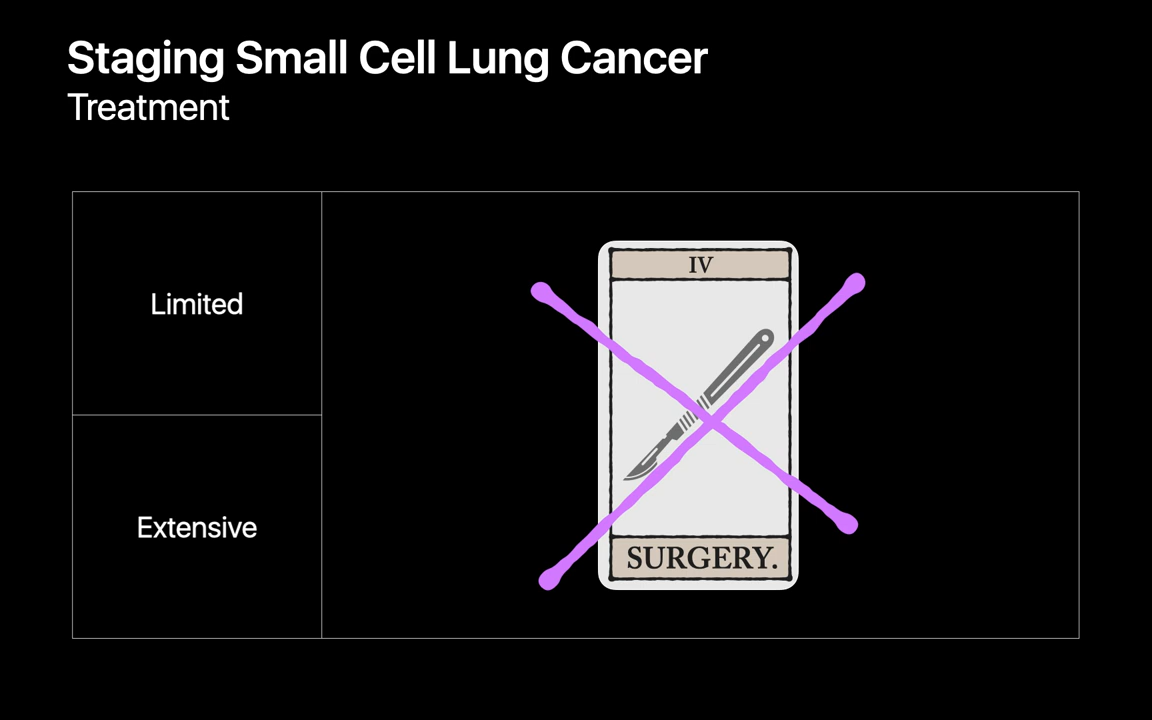 Staging Small Cell Lung Cancer
Treatment
Limited
IV
SURGERY.
Extensive